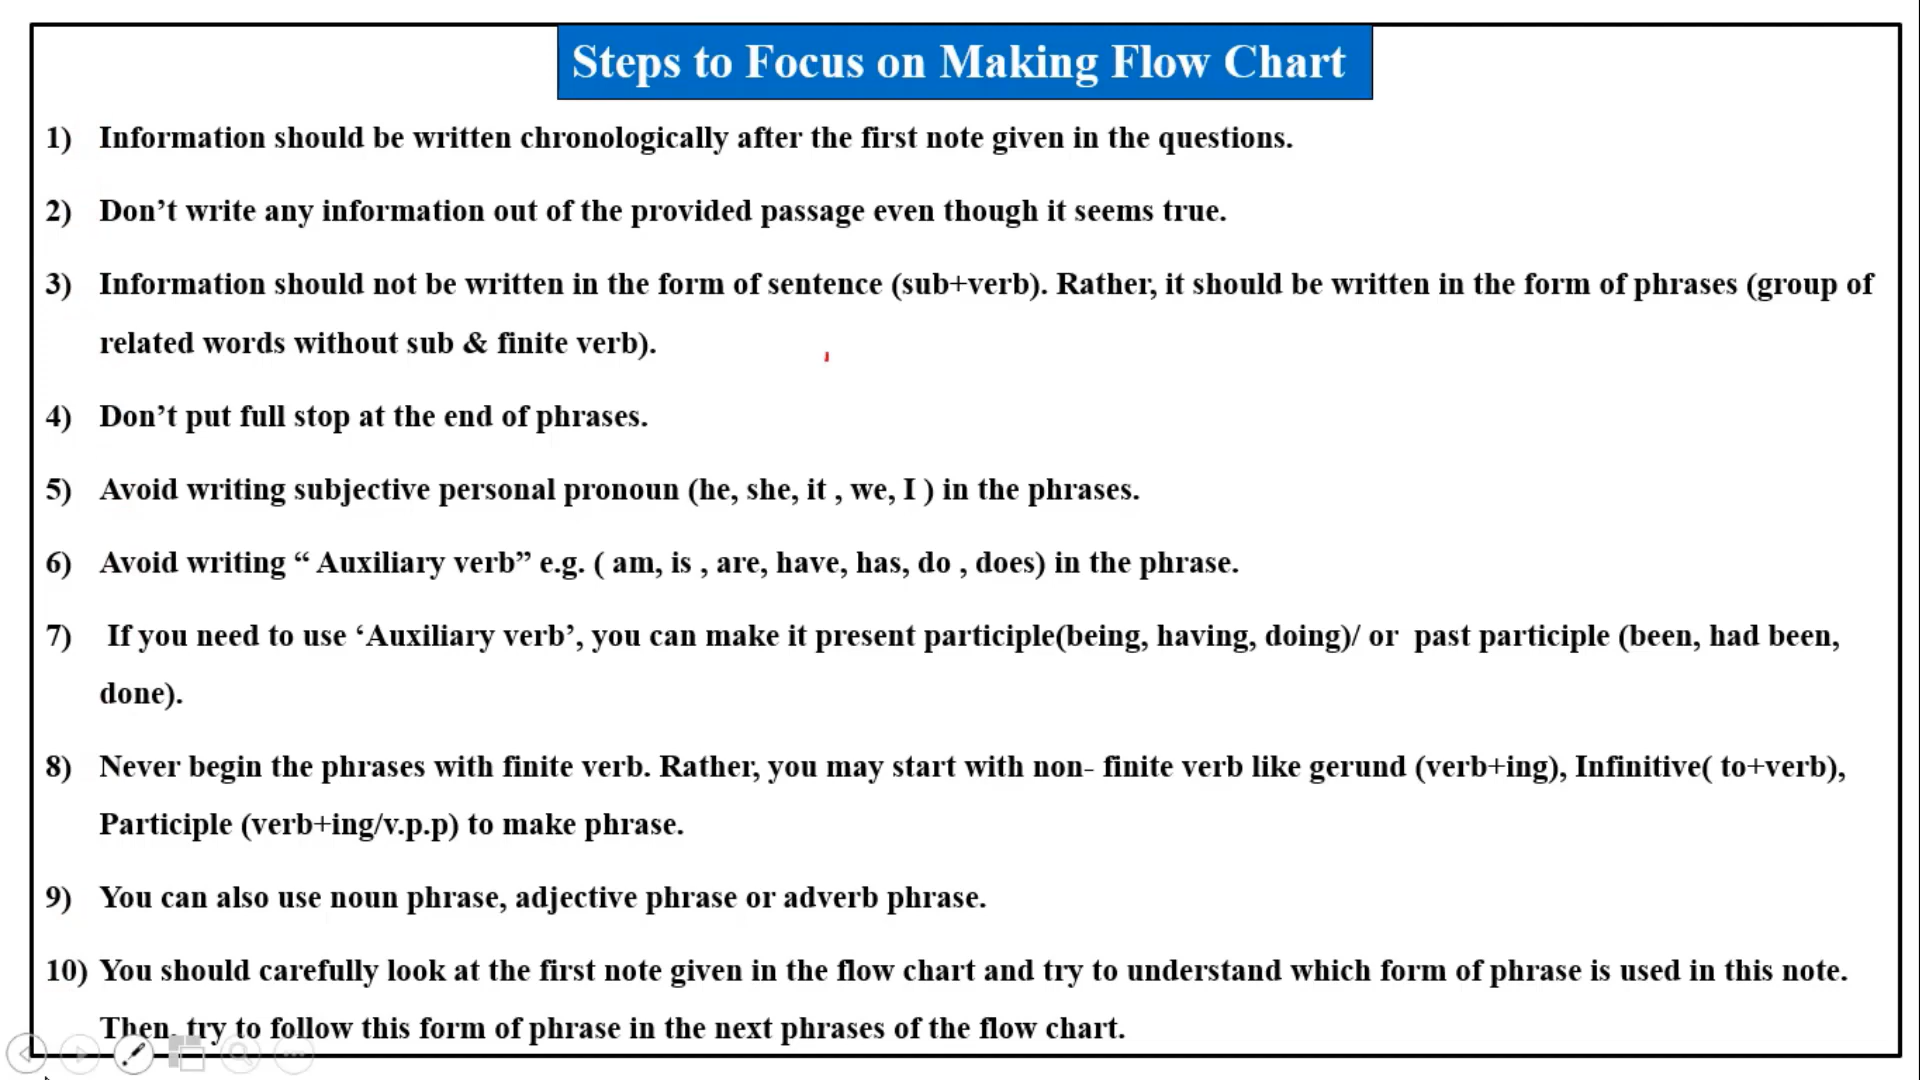 Steps to Focus on Making Flow Chart
1) Information should be written chronologically after the first note given in the questions.
2) Don’t write any information out of the provided passage even though it seems true.
3) Information should not be written in the form of sentence (sub+verb). Rather, it should be written in the form of phrases (group of
related words without sub & finite verb).
4) Don’t put full stop at the end of phrases.
5) Avoid writing subjective personal pronoun (he, she, it , we, I ) in the phrases.
6) Avoid writing “ Auxiliary verb” e.g. ( am, is , are, have, has, do , does) in the phrase.
7) If you need to use ‘Auxiliary verb’, you can make it present participle(being, having, doing)/ or past participle (been, had been,
done).
8) Never begin the phrases with finite verb. Rather, you may start with non- finite verb like gerund (verb+ing), Infinitive( to+verb),
Participle (verb+ing/v.p.p) to make phrase.
9) You can also use noun phrase, adjective phrase or adverb phrase.
10) You should carefully look at the first note given in the flow chart and try to understand which form of phrase is used in this note.
Then, try to follow this form of phrase in the next phrases of the flow chart.